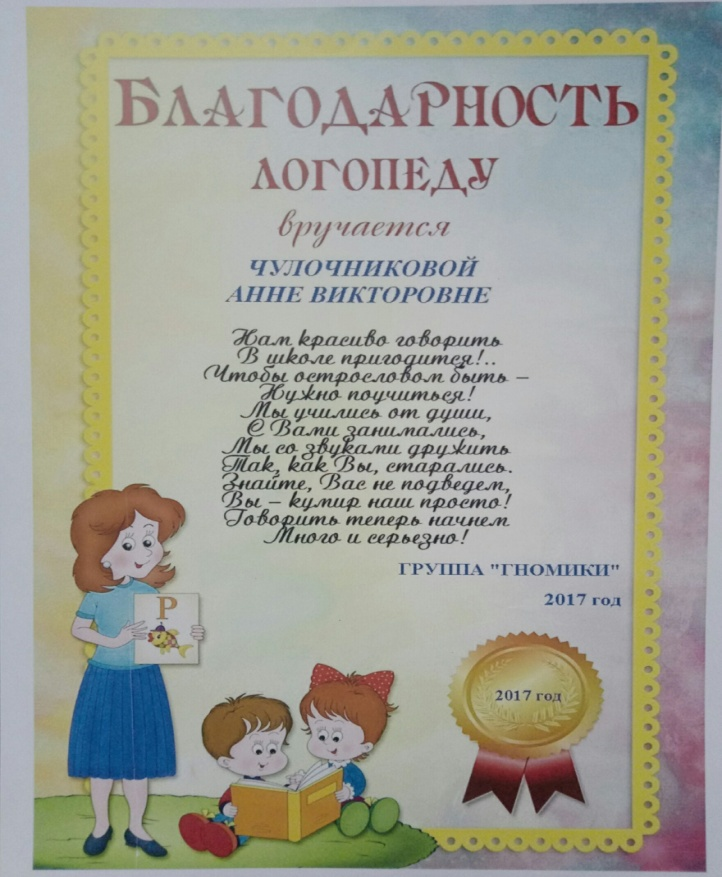 БЛАГОДАРНОСТЬ
ЛОГОПЕДУ
вручается
ЧУЛОЧНИКОВОЙ
АННЕ ВИКТОРОВНЕ
Нам красиво говорить
В школе пригодится!..
Чтобы острословом быть –
Нужно поучиться!
Мы учились от души,
С Вами занимались,
Мы со звуками дружить
Так, как Вы, старались.
Знайте, Вас не подведем,
Вы – кумир наш просто!
Говорить теперь начнем
Много и серьезно!
ГРУППА "ГНОМИКИ"
2017 год
Р
2017 год